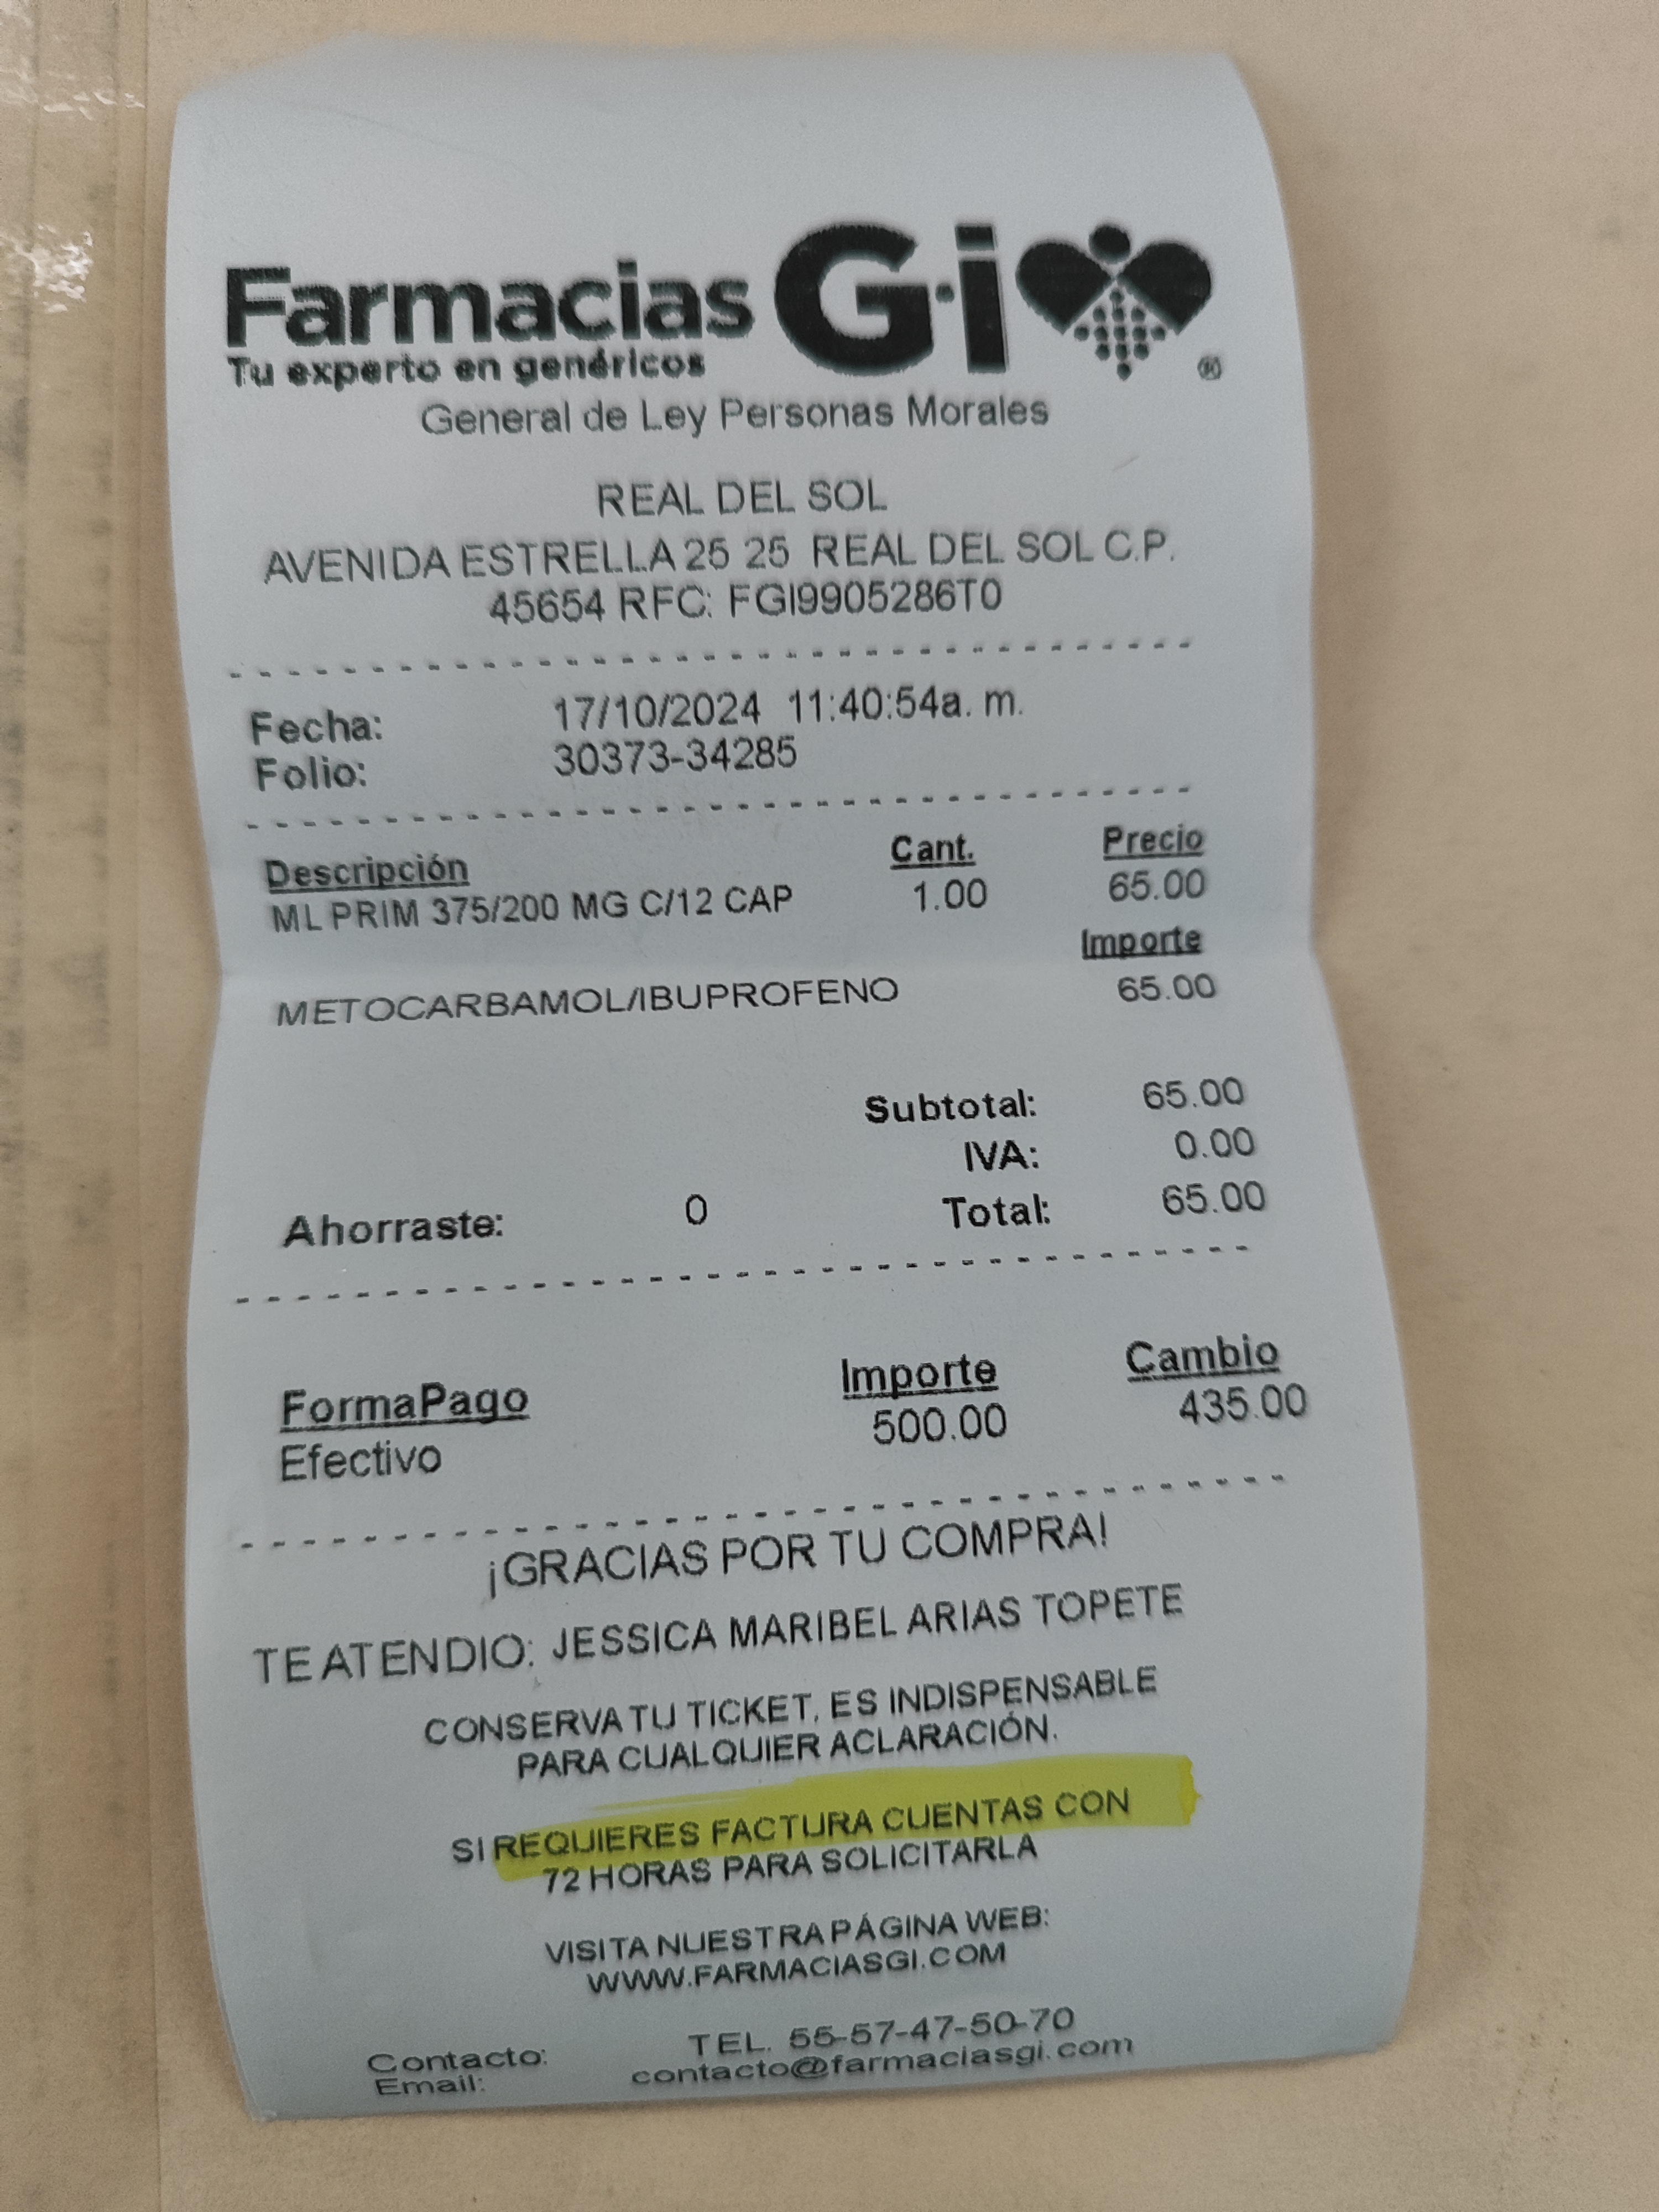 Farmacias G·i ®
Tu experto en genéricos
General de Ley Personas Morales
REAL DEL SOL
AVENIDA ESTRELLA 25 25 REAL DEL SOL C.P.
45654 RFC: FGI9905286T0
Fecha: 17/10/2024 11:40:54a. m.
Folio: 30373-34285
Descripción Cant. Precio
ML PRIM 375/200 MG C/12 CAP 1.00 65.00
Importe
METOCARBAMOL/IBUPROFENO 65.00
Subtotal: 65.00
IVA: 0.00
Ahorraste: 0 Total: 65.00
FormaPago Importe Cambio
Efectivo 500.00 435.00
¡GRACIAS POR TU COMPRA!
TE ATENDIO: JESSICA MARIBEL ARIAS TOPETE
CONSERVA TU TICKET, ES INDISPENSABLE
PARA CUALQUIER ACLARACIÓN.
SI REQUIERES FACTURA CUENTAS CON
72 HORAS PARA SOLICITARLA
VISITA NUESTRA PÁGINA WEB:
WWW.FARMACIASGI.COM
Contacto: TEL. 55-57-47-50-70
Email: contacto@farmaciasgi.com